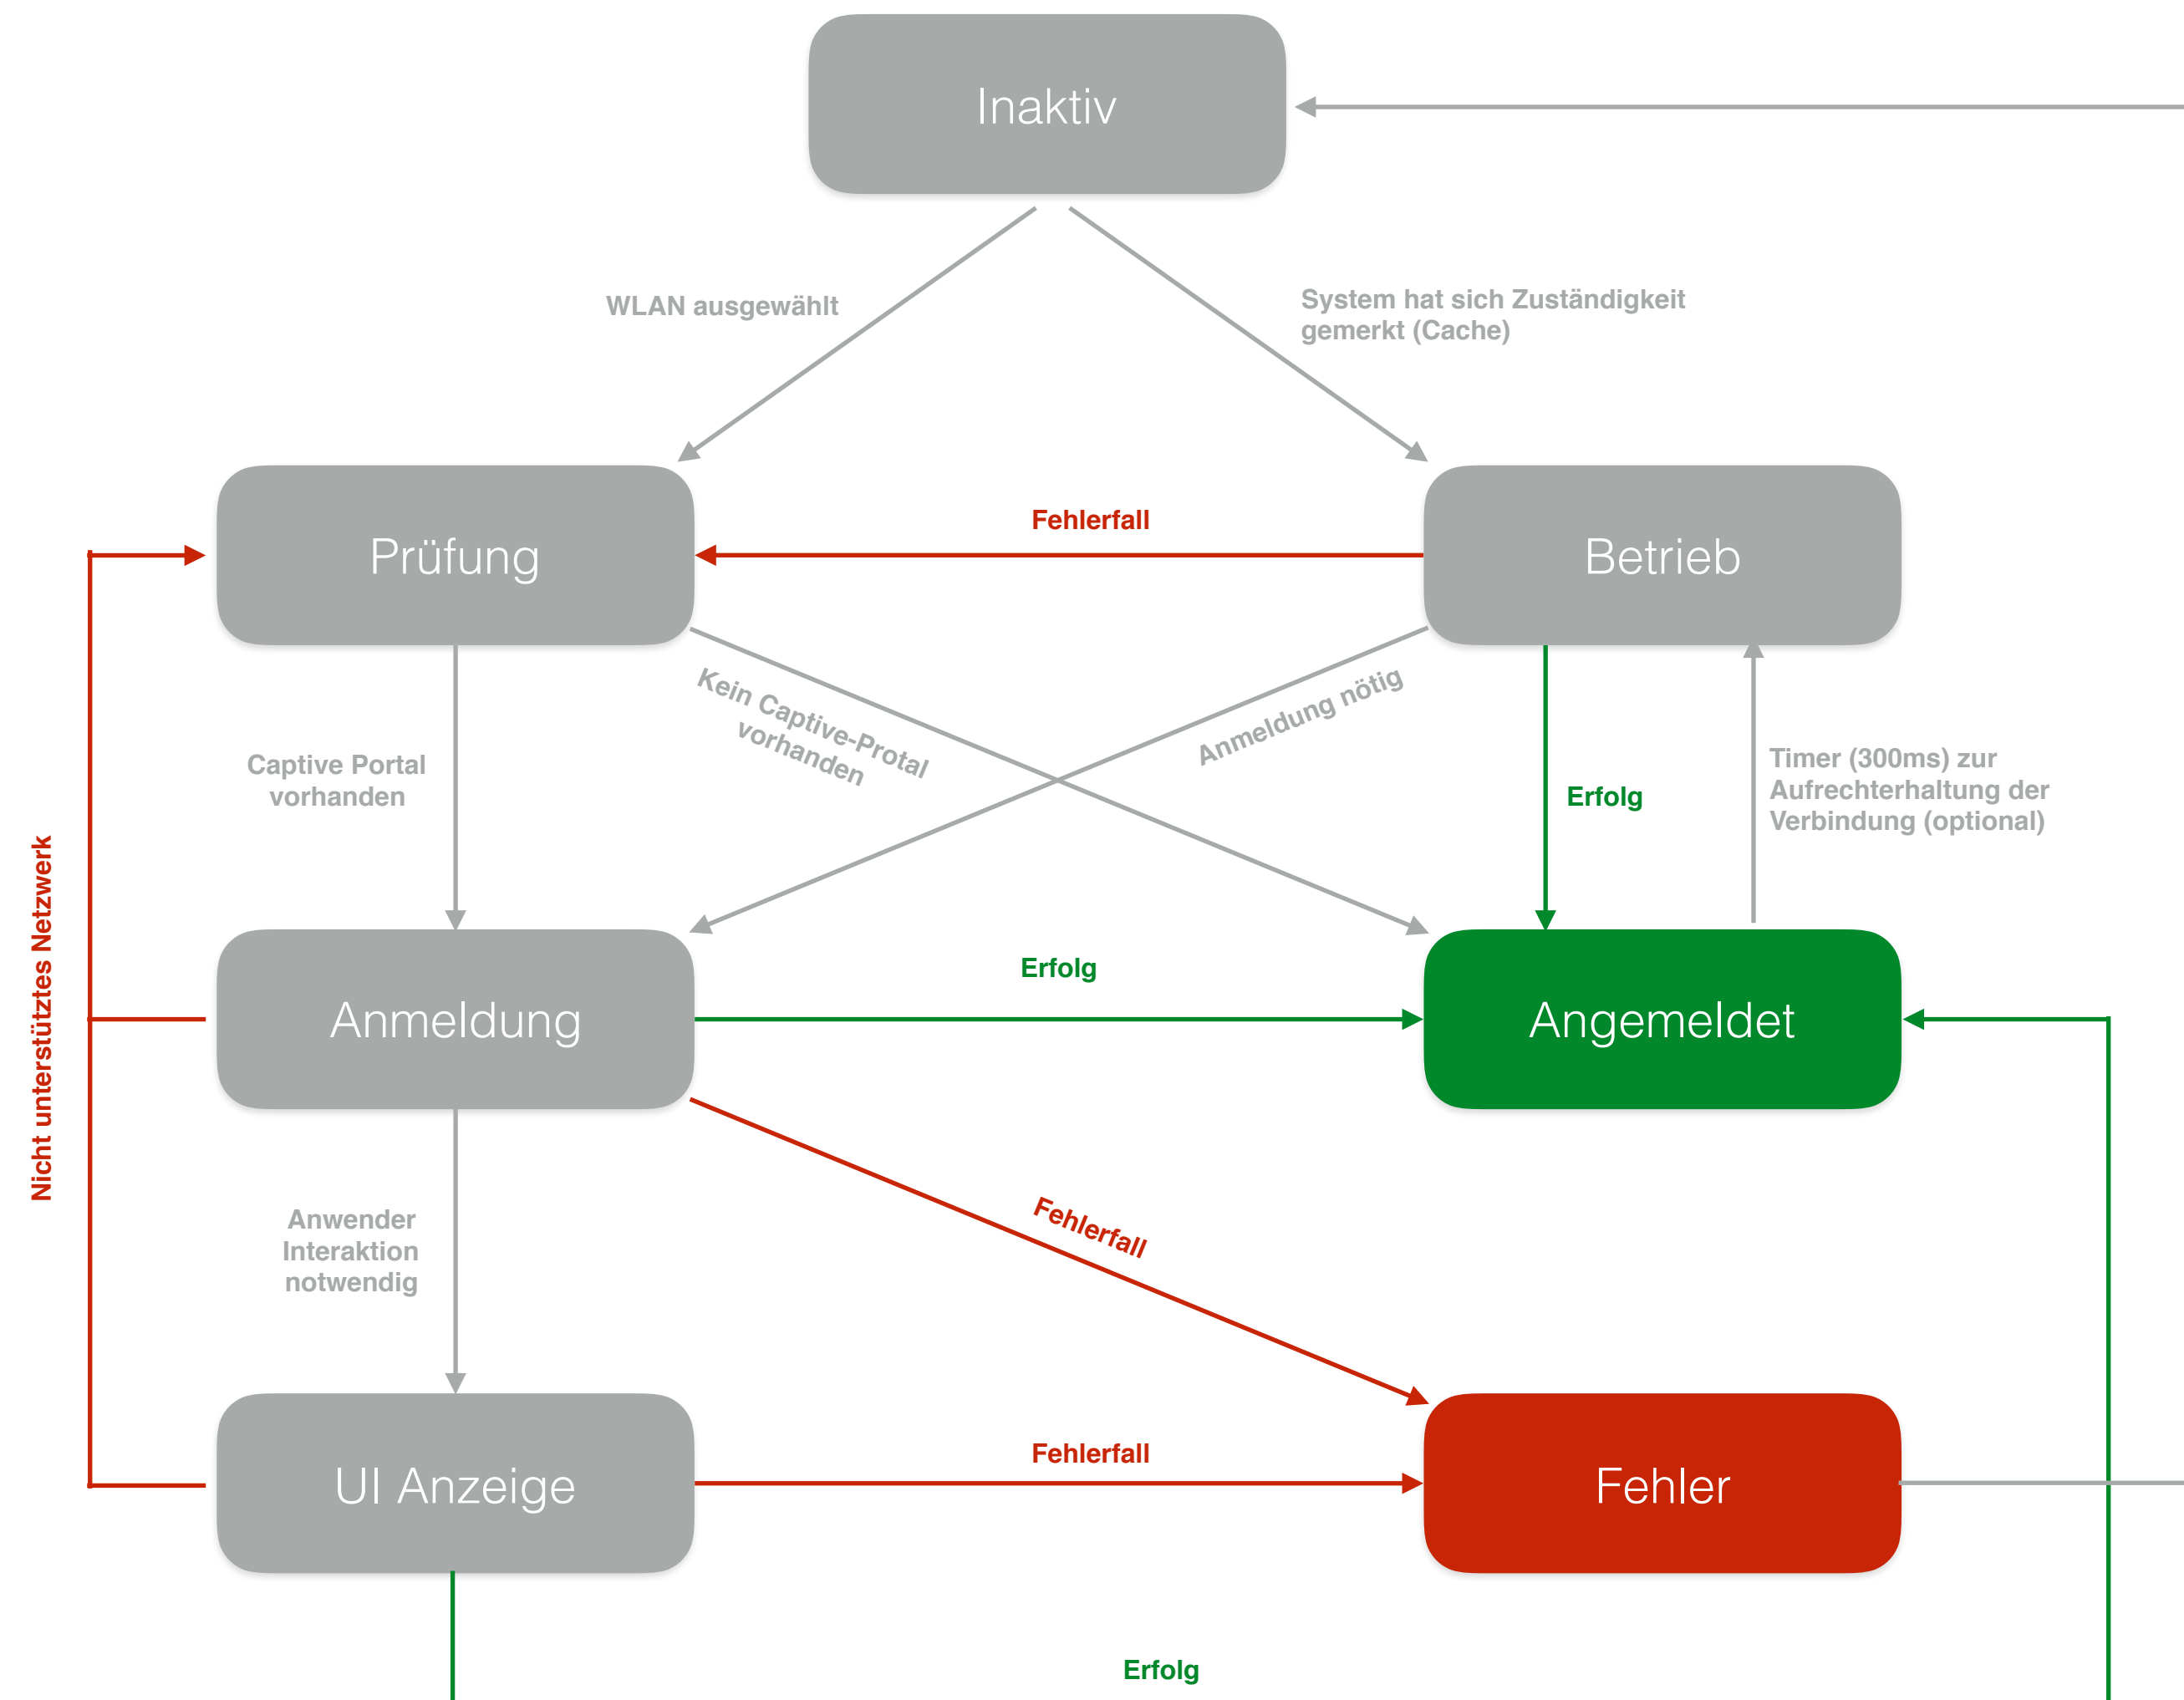 Inaktiv
WLAN ausgewählt
System hat sich Zuständigkeit
gemerkt (Cache)
Prüfung
Fehlerfall
Betrieb
Kein Captive-Protal
vorhanden
Anmeldung nötig
Captive Portal
vorhanden
Erfolg
Timer (300ms) zur
Aufrechterhaltung der
Verbindung (optional)
Nicht unterstütztes Netzwerk
Anmeldung
Erfolg
Angemeldet
Anwender
Interaktion
notwendig
Fehlerfall
UI Anzeige
Fehlerfall
Fehler
Erfolg